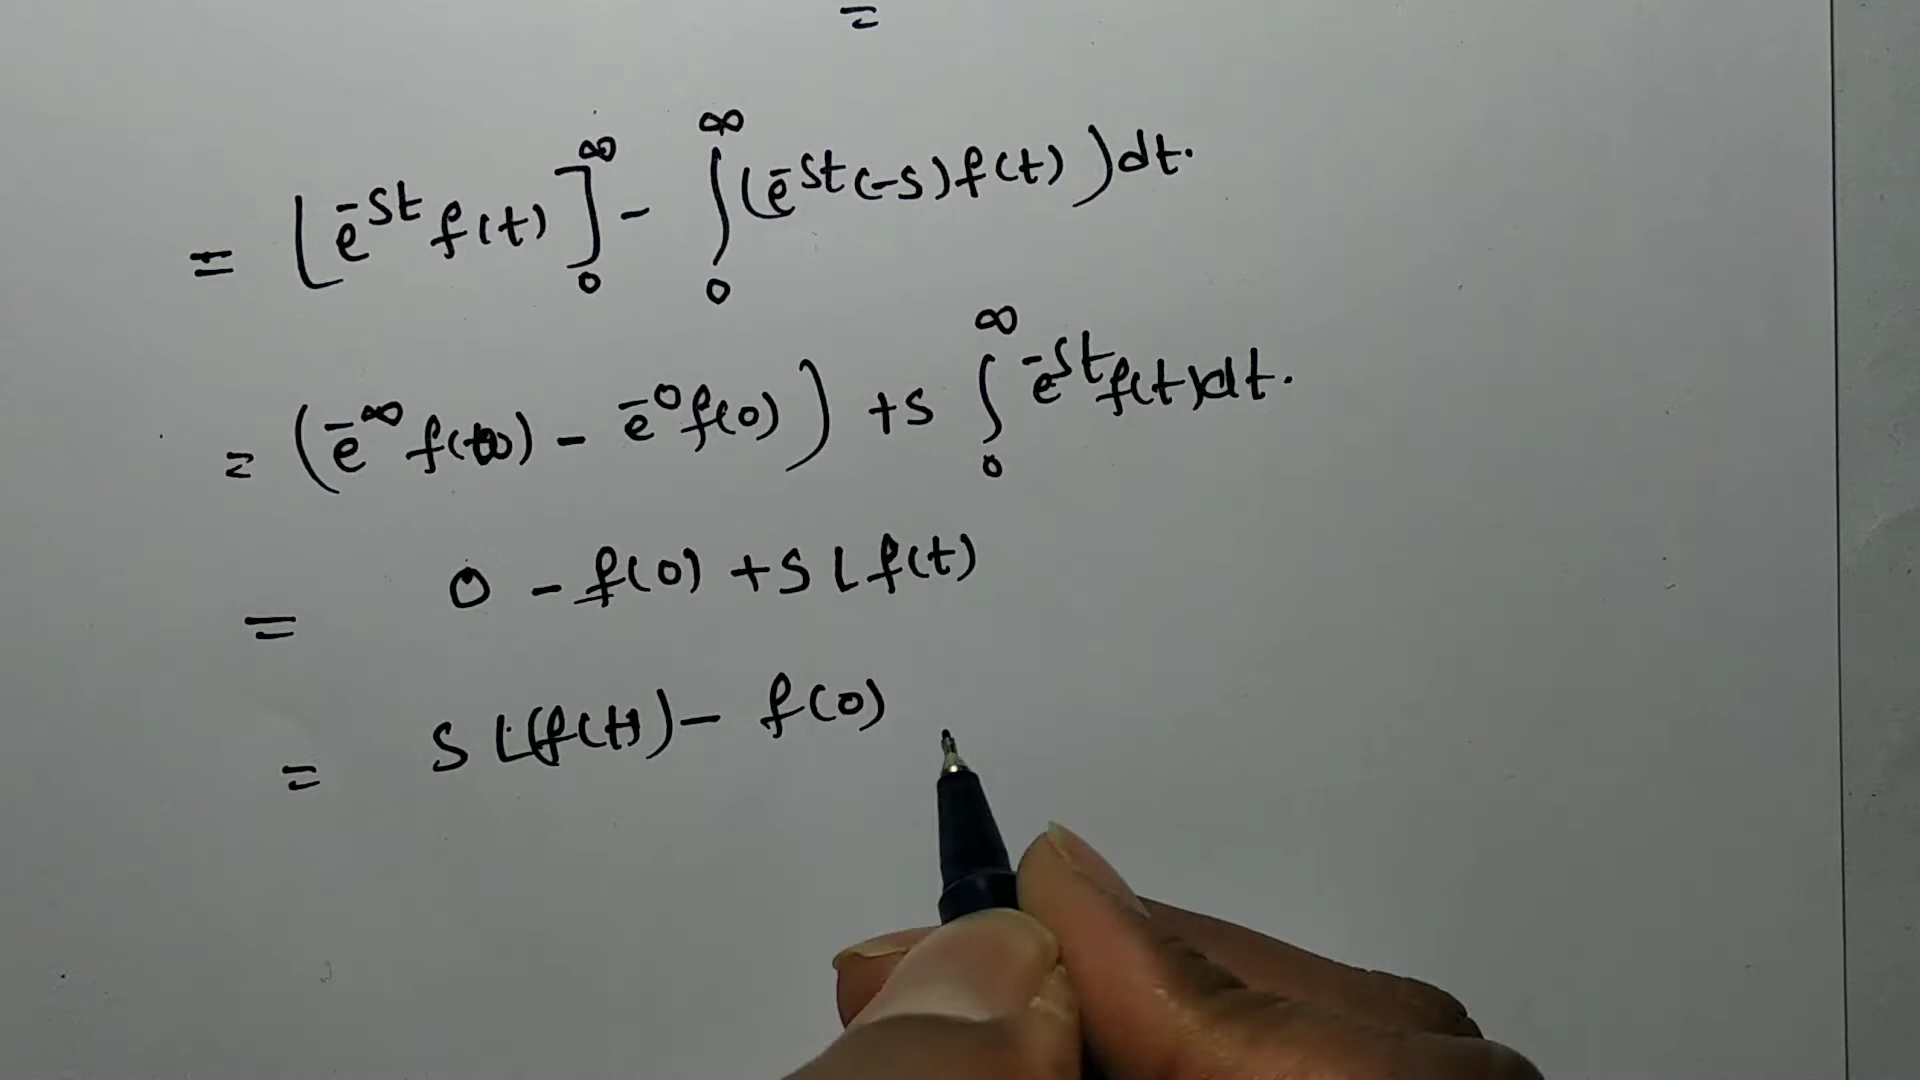 =
= [e^{-st} f(t)]_0^∞ - ∫_0^∞ (e^{-st}(-s)f(t))dt.
= (e^{-∞} f(∞) - e^{-0} f(0)) + s ∫_0^∞ e^{-st} f(t)dt.
= 0 - f(0) + s L f(t)
= s L(f(t)) - f(0)